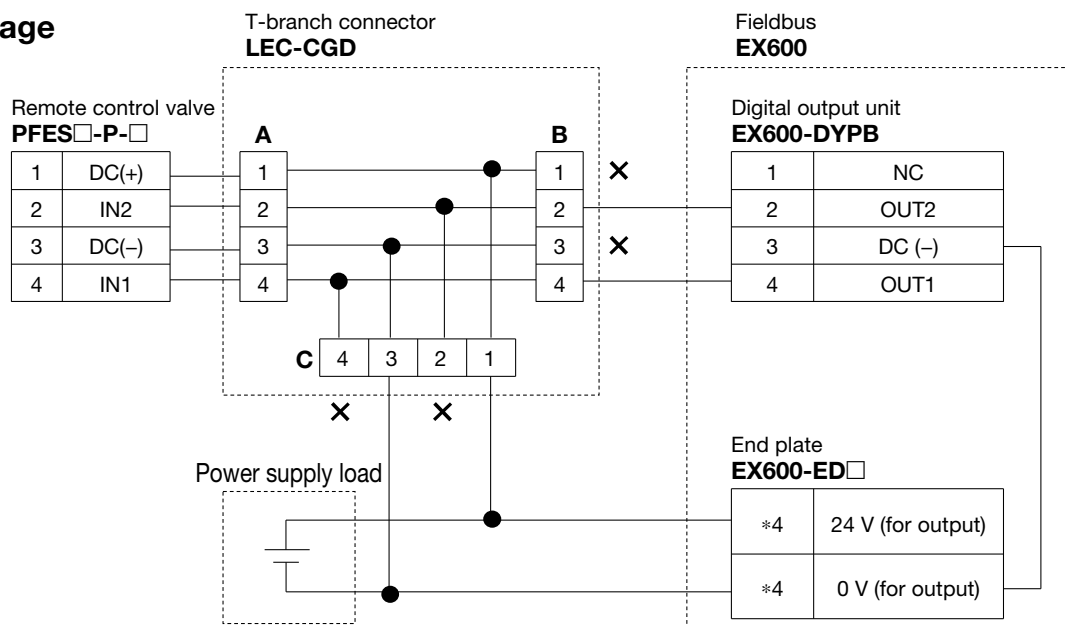 age
T-branch connector
LEC-CGD
Fieldbus
EX600
Remote control valve
PFES□-P-□
A
B
Digital output unit
EX600-DYPB
1 DC(+)
2 IN2
3 DC(−)
4 IN1
1
2
3
4
1 ×
2
3 ×
4
1 NC
2 OUT2
3 DC (−)
4 OUT1
C 4 3 2 1
× ×
Power supply load
End plate
EX600-ED□
*4 24 V (for output)
*4 0 V (for output)